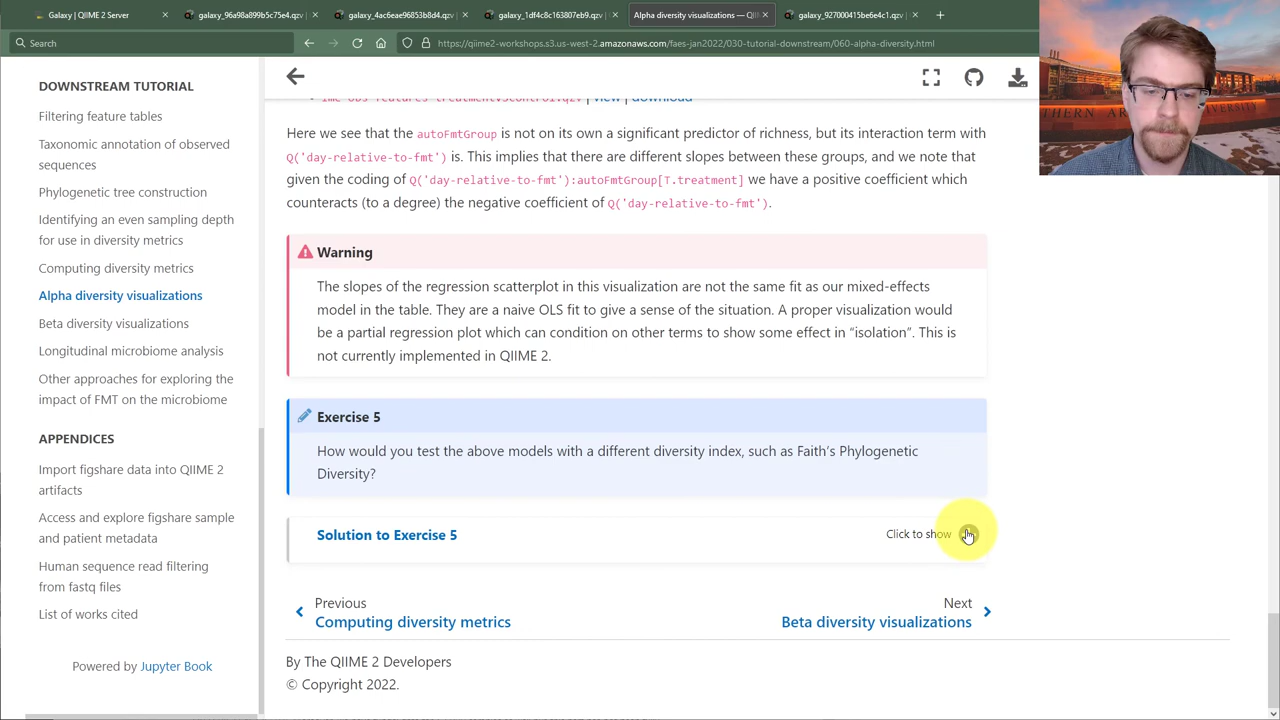 Galaxy | QIIME 2 Server
galaxy_96a98a899b5c75e4.qzv
galaxy_4ac6eae96853b8d4.qzv
galaxy_1df4c8c163807eb9.qzv
Alpha diversity visualizations — QII
galaxy_927000415be6e4c1.qzv
Search
https://qiime2-workshops.s3.us-west-2.amazonaws.com/faes-jan2022/030-tutorial-downstream/060-alpha-diversity.html
DOWNSTREAM TUTORIAL
Filtering feature tables
Taxonomic annotation of observed
sequences
Phylogenetic tree construction
Identifying an even sampling depth
for use in diversity metrics
Computing diversity metrics
Alpha diversity visualizations
Beta diversity visualizations
Longitudinal microbiome analysis
Other approaches for exploring the
impact of FMT on the microbiome
APPENDICES
Import figshare data into QIIME 2
artifacts
Access and explore figshare sample
and patient metadata
Human sequence read filtering
from fastq files
List of works cited
Powered by Jupyter Book
lme-obs-features-treatmentVScontrol.qzv | view | download
Here we see that the autoFmtGroup is not on its own a significant predictor of richness, but its interaction term with
Q('day-relative-to-fmt') is. This implies that there are different slopes between these groups, and we note that
given the coding of Q('day-relative-to-fmt'):autoFmtGroup[T.treatment] we have a positive coefficient which
counteracts (to a degree) the negative coefficient of Q('day-relative-to-fmt').
Warning
The slopes of the regression scatterplot in this visualization are not the same fit as our mixed-effects
model in the table. They are a naive OLS fit to give a sense of the situation. A proper visualization would
be a partial regression plot which can condition on other terms to show some effect in “isolation”. This is
not currently implemented in QIIME 2.
Exercise 5
How would you test the above models with a different diversity index, such as Faith’s Phylogenetic
Diversity?
Solution to Exercise 5
Click to show
Previous
Computing diversity metrics
Next
Beta diversity visualizations
By The QIIME 2 Developers
© Copyright 2022.